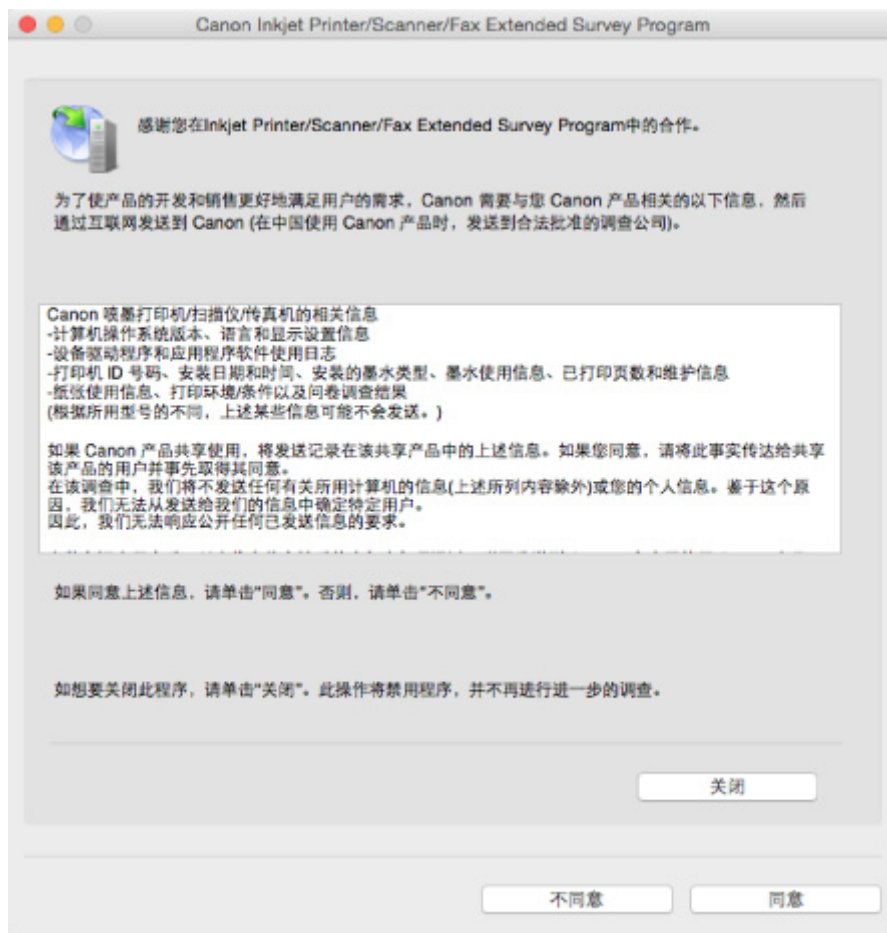 Canon Inkjet Printer/Scanner/Fax Extended Survey Program
感谢您在Inkjet Printer/Scanner/Fax Extended Survey Program中的合作。
为了使产品的开发和销售更好地满足用户的需求，Canon 需要与您 Canon 产品相关的以下信息，然后
通过互联网发送到 Canon (在中国使用 Canon 产品时，发送到合法批准的调查公司)。
Canon 喷墨打印机/扫描仪/传真机的相关信息
-计算机操作系统版本、语言和显示设置信息
-设备驱动程序和应用程序软件使用日志
-打印机 ID 号码、安装日期和时间、安装的墨水类型、墨水使用信息、已打印页数和维护信息
-纸张使用信息、打印环境/条件以及问卷调查结果
(根据所用型号的不同，上述某些信息可能不会发送。)
如果 Canon 产品共享使用，将发送记录在该共享产品中的上述信息。如果您同意，请将此事实传达给共享
该产品的用户并事先取得其同意。
在该调查中，我们将不发送任何有关所用计算机的信息(上述所列内容除外)或您的个人信息。鉴于这个原
因，我们无法从发送给我们的信息中确定特定用户。
因此，我们无法响应公开任何已发送信息的要求。
如果同意上述信息，请单击"同意"。否则，请单击"不同意"。
如想要关闭此程序，请单击"关闭"。此操作将禁用程序，并不再进行进一步的调查。
关闭
不同意
同意